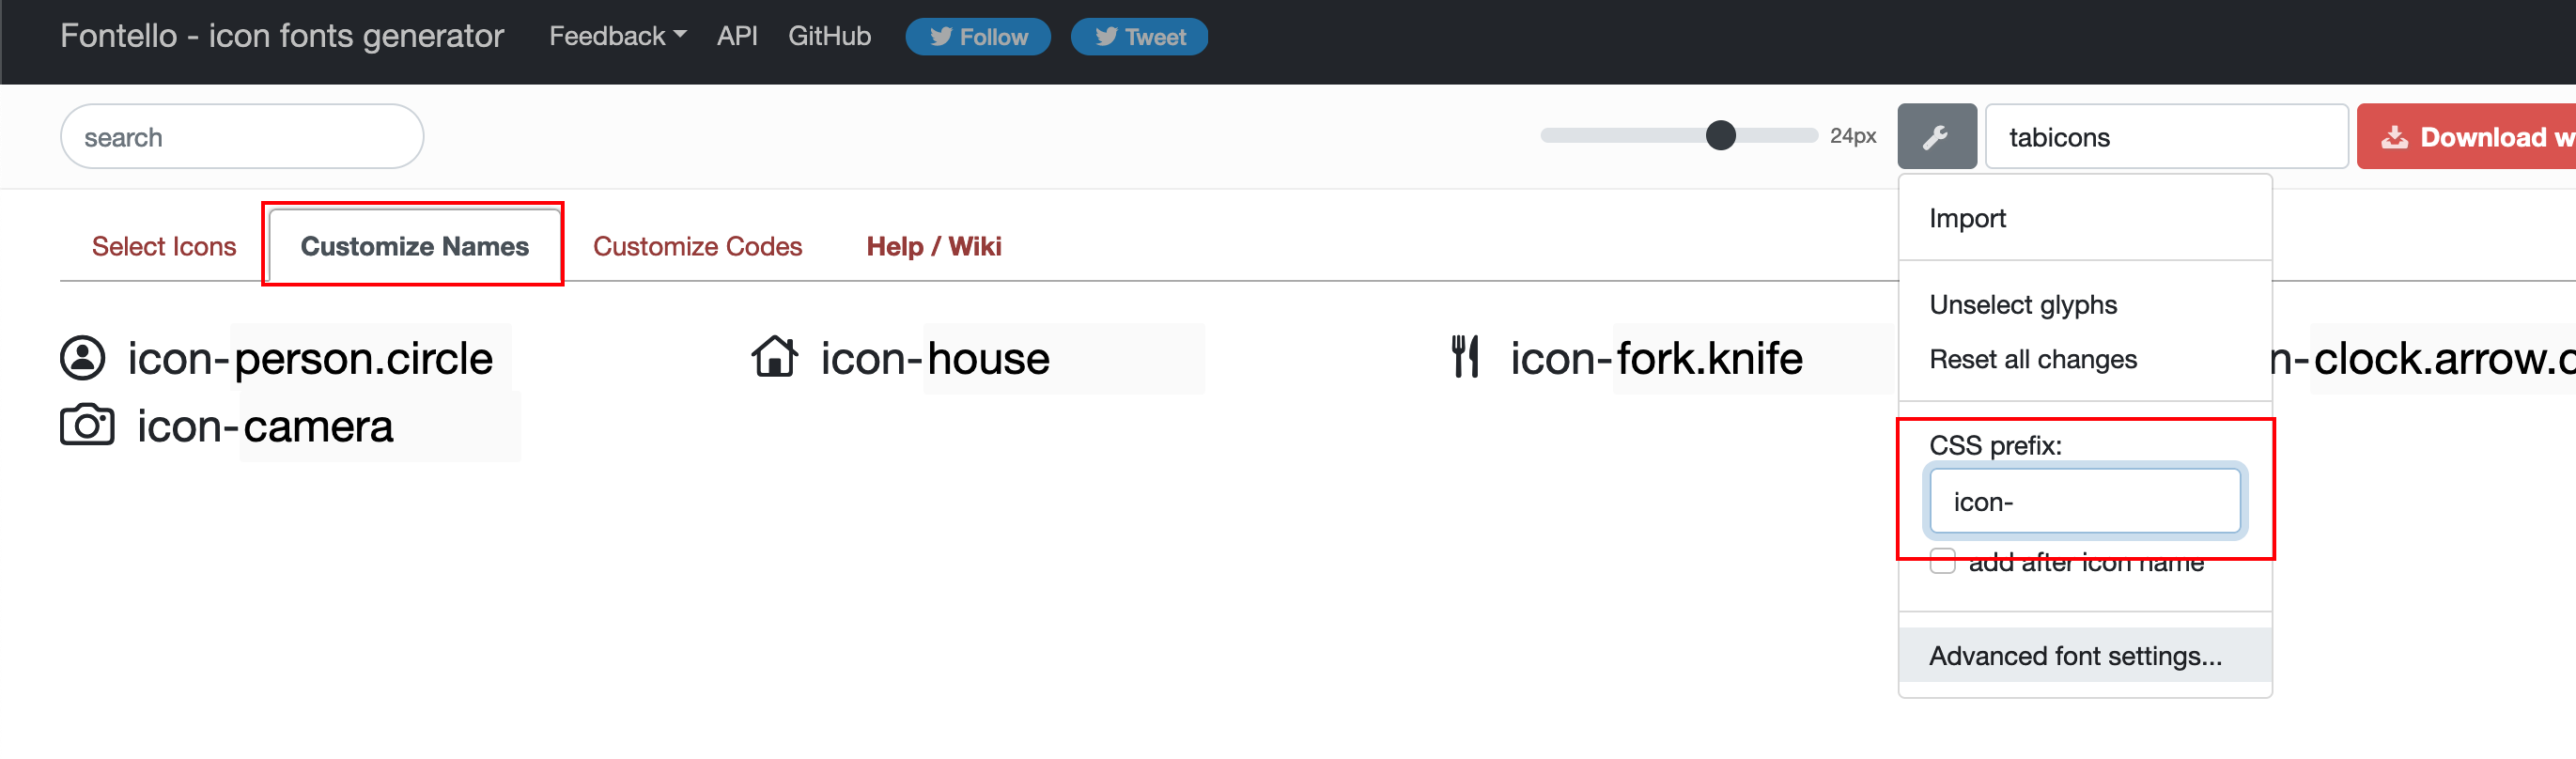 Fontello - icon fonts generator Feedback API GitHub Follow Tweet
search 24px tabicons Download w
Select Icons Customize Names Customize Codes Help / Wiki
icon-person.circle icon-house icon-fork.knife n-clock.arrow.c
icon-camera
Import
Unselect glyphs
Reset all changes
CSS prefix:
icon-
add after icon name
Advanced font settings...